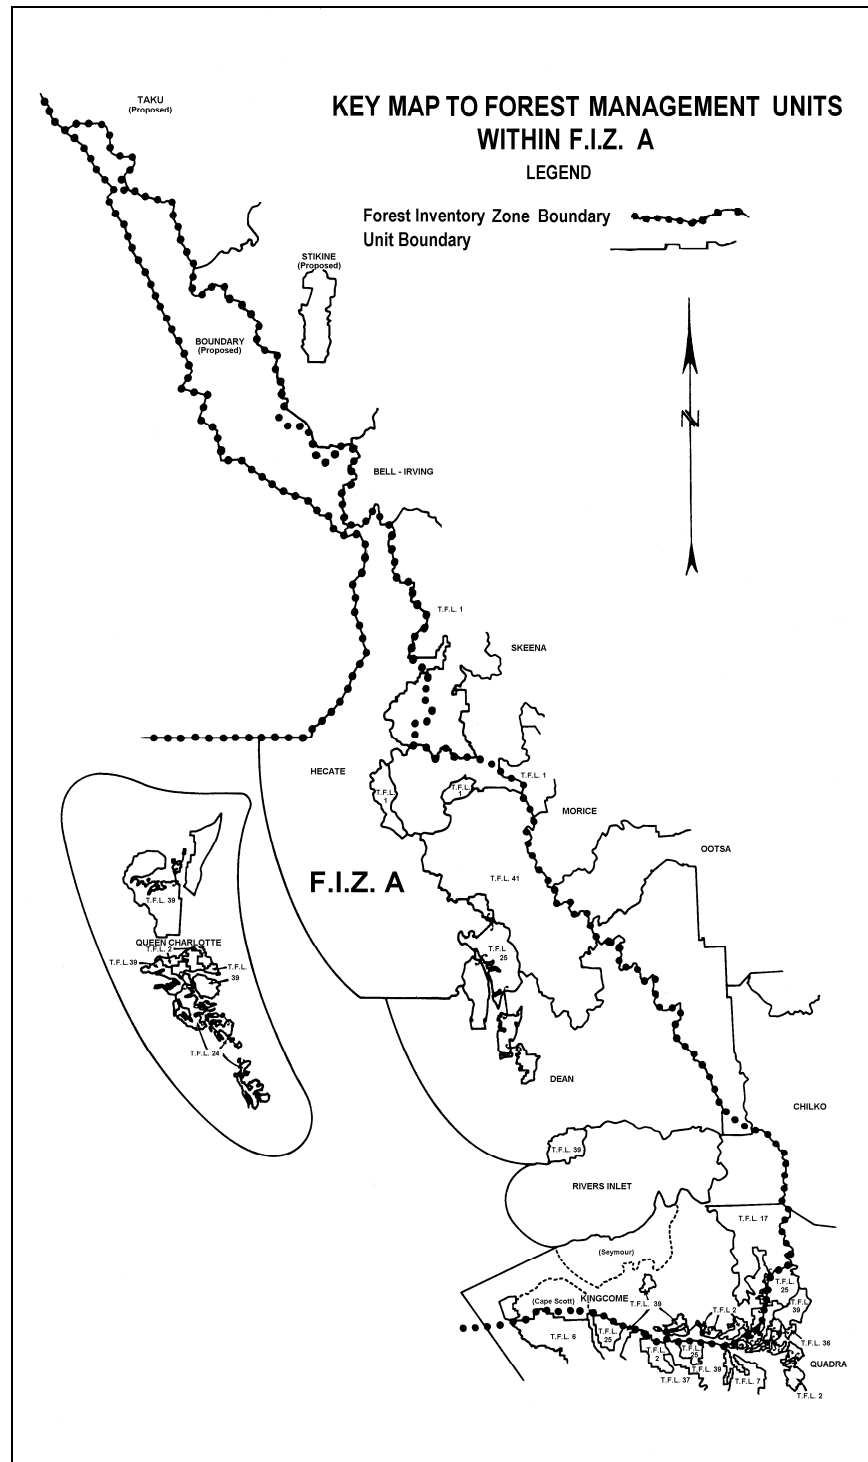 TAKU
(Proposed)
KEY MAP TO FOREST MANAGEMENT UNITS
WITHIN F.I.Z. A
LEGEND
Forest Inventory Zone Boundary
Unit Boundary
STIKINE
(Proposed)
BOUNDARY
(Proposed)
N
BELL - IRVING
T.F.L. 1
SKEENA
HECATE
T.F.L.
1
T.F.L.
1
T.F.L. 1
MORICE
OOTSA
F.I.Z. A
T.F.L. 41
T.F.L. 39
QUEEN CHARLOTTE
T.F.L. 2
T.F.L. 39
T.F.L.
39
T.F.L
25
T.F.L. 24
DEAN
CHILKO
T.F.L. 39
RIVERS INLET
T.F.L. 17
(Seymour)
T.F.L.
25
(Cape Scott)
KINGCOME
T.F.L. 39
T.F.L.
39
T.F.L 2
T.F.L. 6
T.F.L.
25
T.F.L.
2
T.F.L.
25
T.F.L. 36
T.F.L. 39
QUADRA
T.F.L. 37
T.F.L. 7
T.F.L. 2